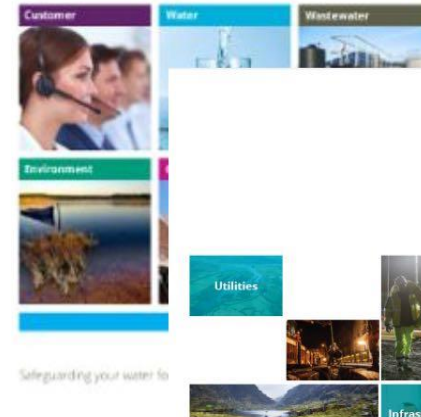 Customer
Water
Wastewater
Environment
Utilities
Safeguarding your water fo
Infras